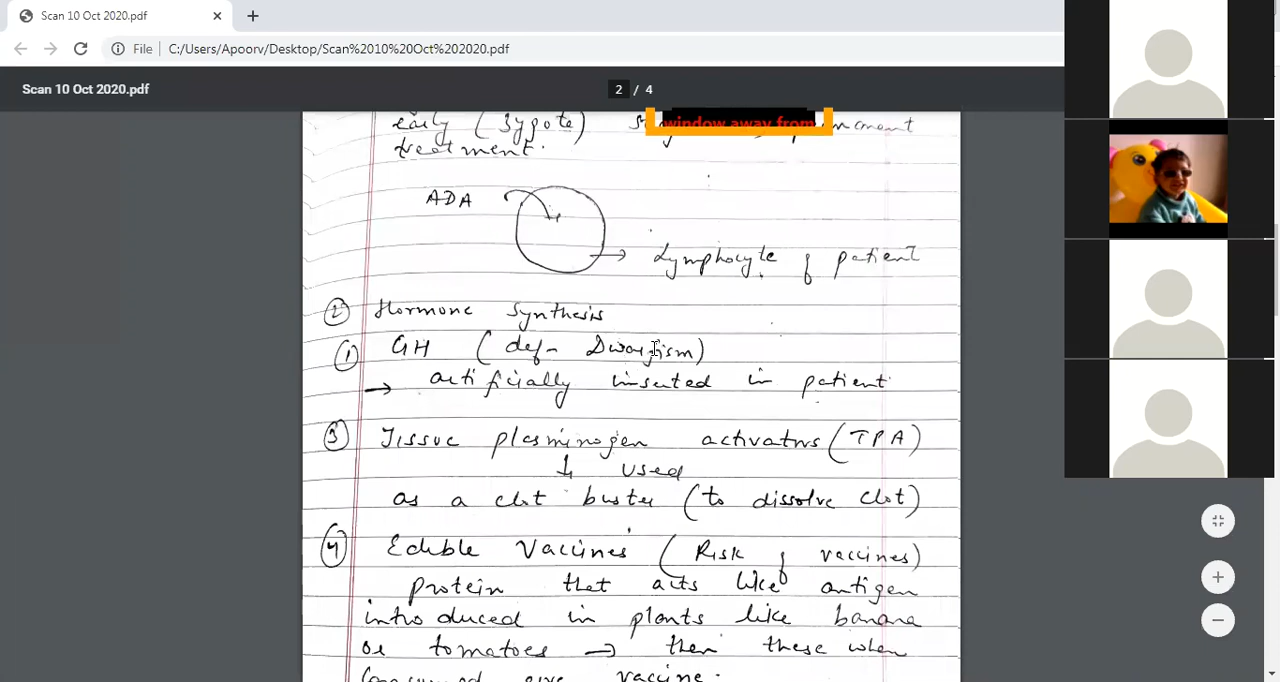 Scan 10 Oct 2020.pdf
File
C:/Users/Apoorv/Desktop/Scan%2010%20Oct%202020.pdf
Scan 10 Oct 2020.pdf
2 / 4
window away from
early (zygote)
treatment.
ADA
Lymphocyte of patient
② Hormone Synthesis
① GH (def- Dwarfism)
→ artificially inserted in patient
③ Tissue plasminogen activators (TPA)
↓ used
as a clot buster (to dissolve clot)
④ Edible Vaccines (Risk of vaccines)
protein that acts like antigen
introduced in plants like banana
or tomatoes → then these when
consumed give vaccine.